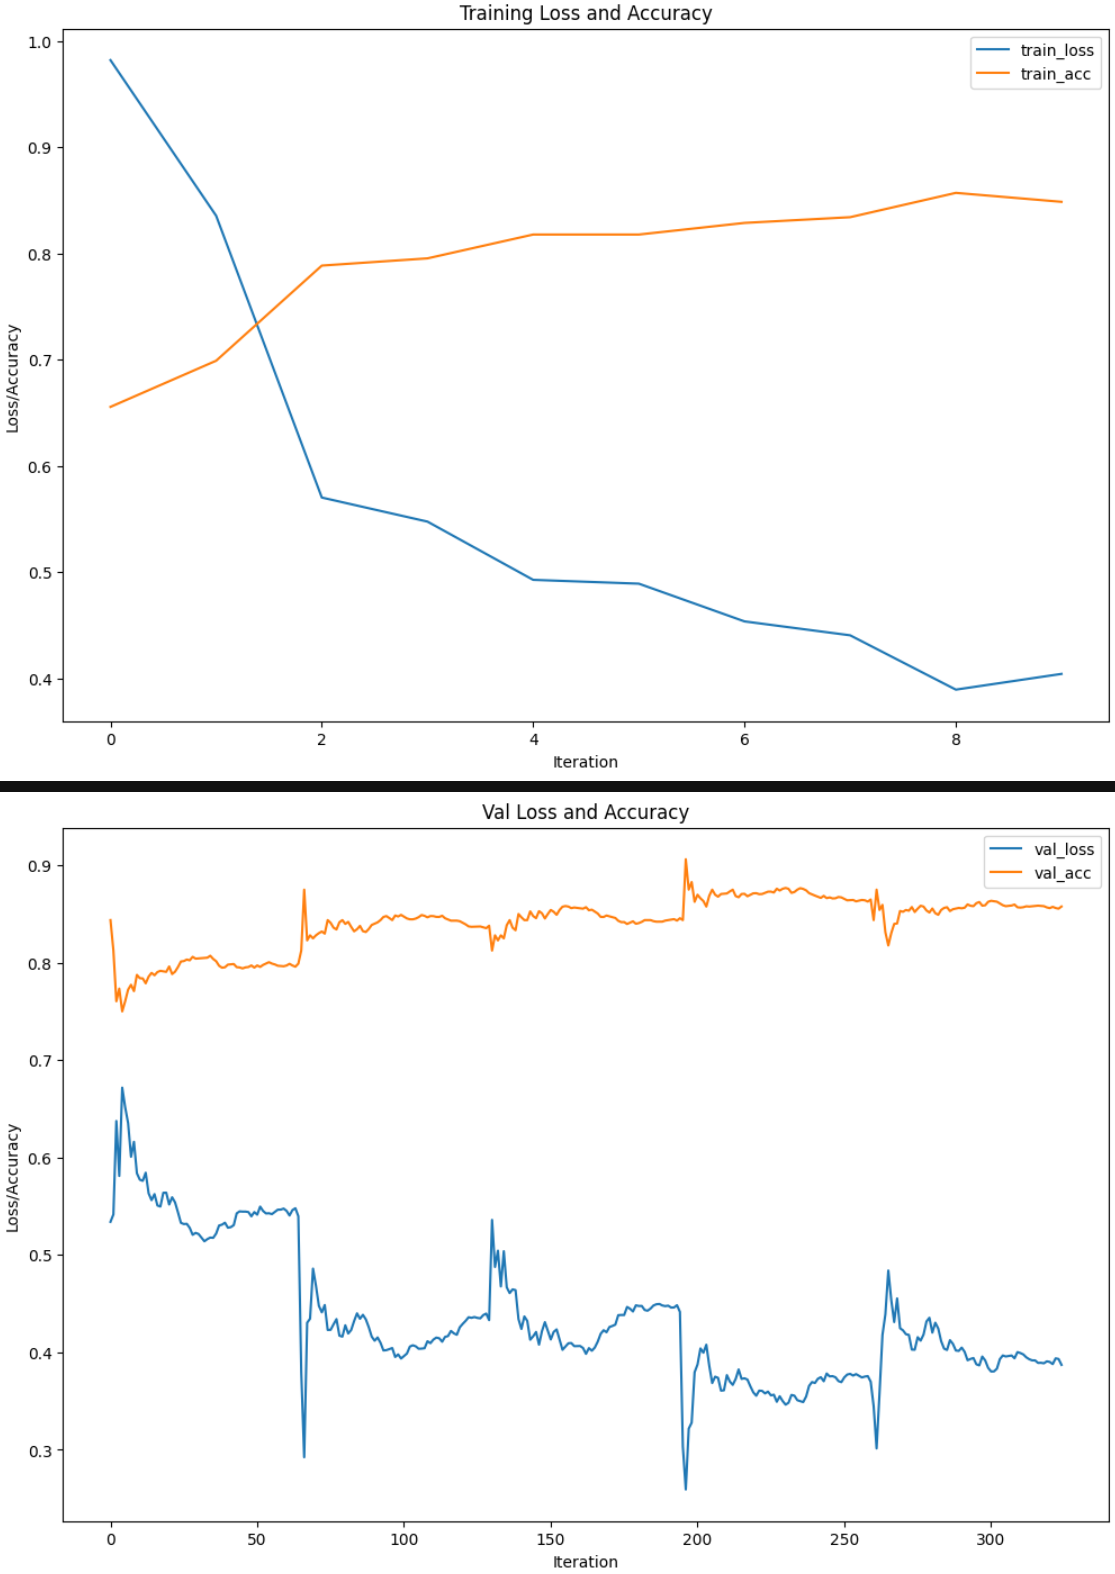 Training Loss and Accuracy
train_loss
train_acc
1.0
0.9
0.8
0.7
0.6
0.5
0.4
Loss/Accuracy
0 2 4 6 8
Iteration
Val Loss and Accuracy
val_loss
val_acc
0.9
0.8
0.7
0.6
0.5
0.4
0.3
Loss/Accuracy
0 50 100 150 200 250 300
Iteration